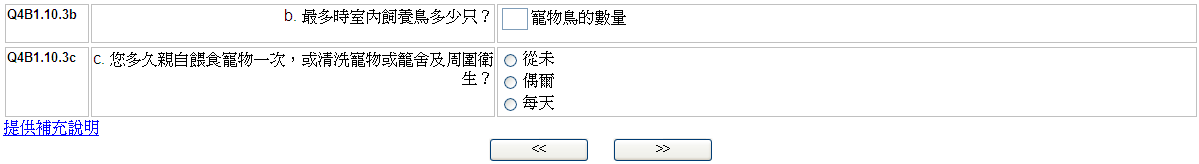 Q4B1.10.3b b. 最多時室內飼養鳥多少只？ 寵物鳥的數量
Q4B1.10.3c c. 您多久親自餵食寵物一次，或清洗寵物或籠舍及周圍衛 從未
生？ 偶爾
每天
提供補充說明
<< >>